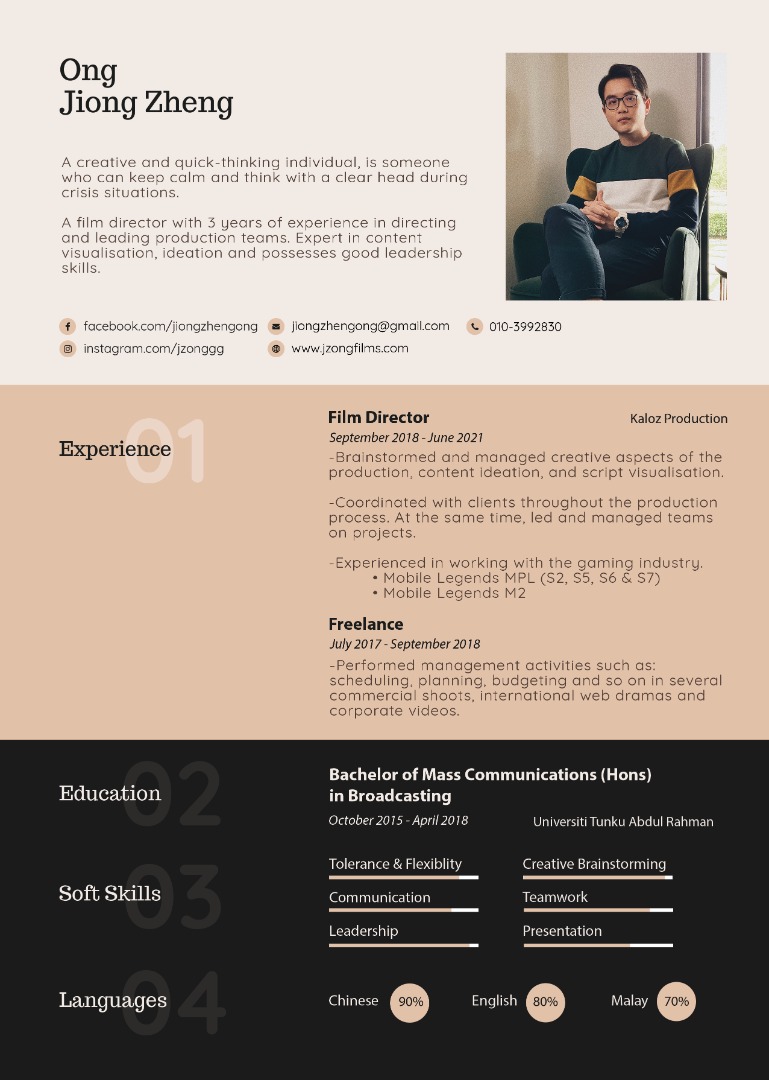 Ong
Jiong Zheng
A creative and quick-thinking individual, is someone
who can keep calm and think with a clear head during
crisis situations.
A film director with 3 years of experience in directing
and leading production teams. Expert in content
visualisation, ideation and possesses good leadership
skills.
facebook.com/jiongzhengong jiongzhengong@gmail.com 010-3992830
instagram.com/jzonggg www.jzongfilms.com
01
Experience
Film Director Kaloz Production
September 2018 - June 2021
-Brainstormed and managed creative aspects of the
production, content ideation, and script visualisation.
-Coordinated with clients throughout the production
process. At the same time, led and managed teams
on projects.
-Experienced in working with the gaming industry.
• Mobile Legends MPL (S2, S5, S6 & S7)
• Mobile Legends M2
Freelance
July 2017 - September 2018
-Performed management activities such as:
scheduling, planning, budgeting and so on in several
commercial shoots, international web dramas and
corporate videos.
02
Education
Bachelor of Mass Communications (Hons)
in Broadcasting
October 2015 - April 2018 Universiti Tunku Abdul Rahman
03
Soft Skills
Tolerance & Flexiblity Creative Brainstorming
Communication Teamwork
Leadership Presentation
04
Languages
Chinese 90% English 80% Malay 70%